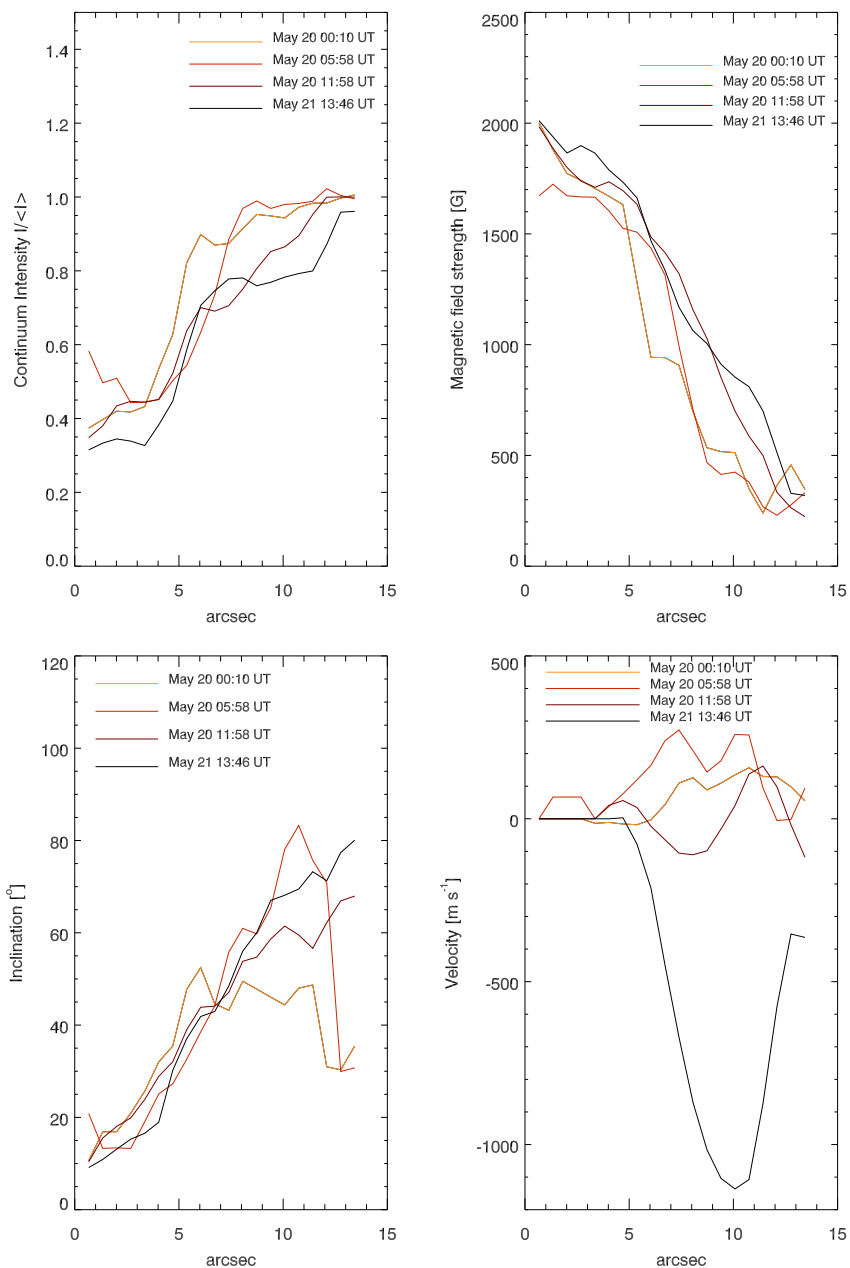 May 20 00:10 UT
May 20 05:58 UT
May 20 11:58 UT
May 21 13:46 UT
1.4
1.2
1.0
0.8
0.6
0.4
0.2
0.0
Continuum Intensity I/<I>
0 5 10 15
arcsec
May 20 00:10 UT
May 20 05:58 UT
May 20 11:58 UT
May 21 13:46 UT
2500
2000
1500
1000
500
0
Magnetic field strength [G]
0 5 10 15
arcsec
May 20 00:10 UT
May 20 05:58 UT
May 20 11:58 UT
May 21 13:46 UT
120
100
80
60
40
20
0
Inclination [°]
0 5 10 15
arcsec
May 20 00:10 UT
May 20 05:58 UT
May 20 11:58 UT
May 21 13:46 UT
500
0
-500
-1000
Velocity [m s⁻¹]
0 5 10 15
arcsec